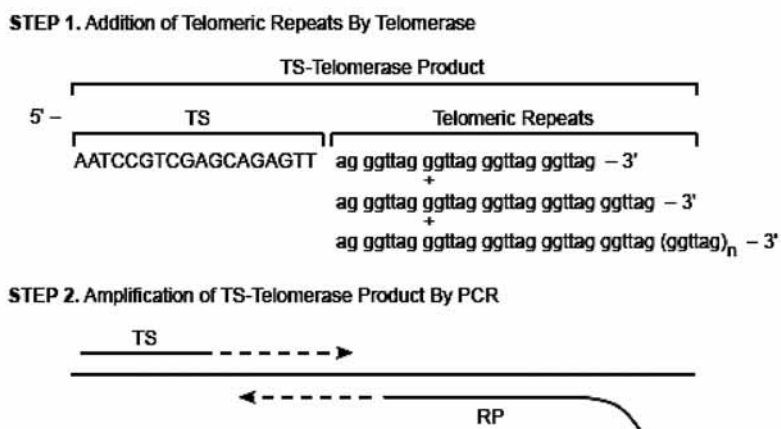 STEP 1. Addition of Telomeric Repeats By Telomerase
TS-Telomerase Product
5' – TS Telomeric Repeats
AATCCGTCGAGCAGAGTT ag ggttag ggttag ggttag ggttag – 3'
+
ag ggttag ggttag ggttag ggttag ggttag – 3'
+
ag ggttag ggttag ggttag ggttag ggttag (ggttag)n – 3'
STEP 2. Amplification of TS-Telomerase Product By PCR
TS
RP